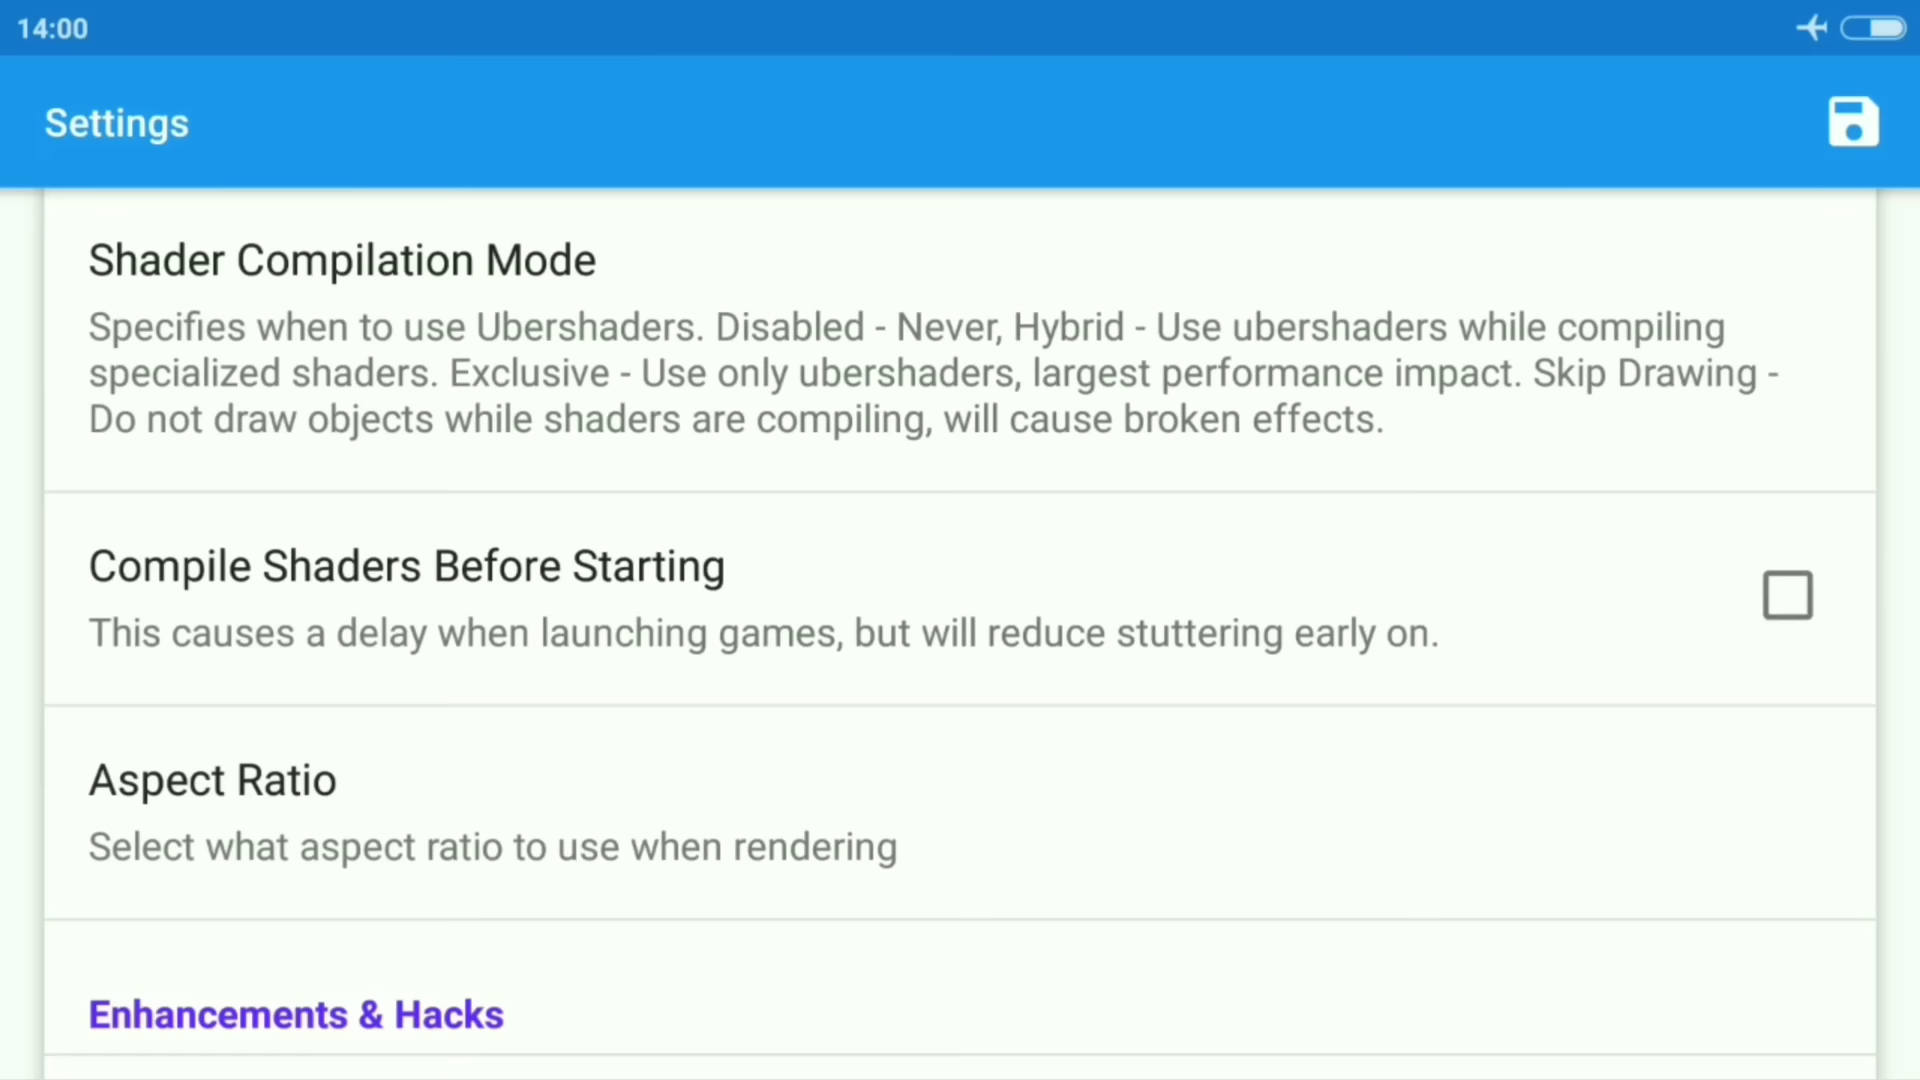 14:00
Settings
Shader Compilation Mode
Specifies when to use Ubershaders. Disabled - Never, Hybrid - Use ubershaders while compiling
specialized shaders. Exclusive - Use only ubershaders, largest performance impact. Skip Drawing -
Do not draw objects while shaders are compiling, will cause broken effects.
Compile Shaders Before Starting
This causes a delay when launching games, but will reduce stuttering early on.
Aspect Ratio
Select what aspect ratio to use when rendering
Enhancements & Hacks